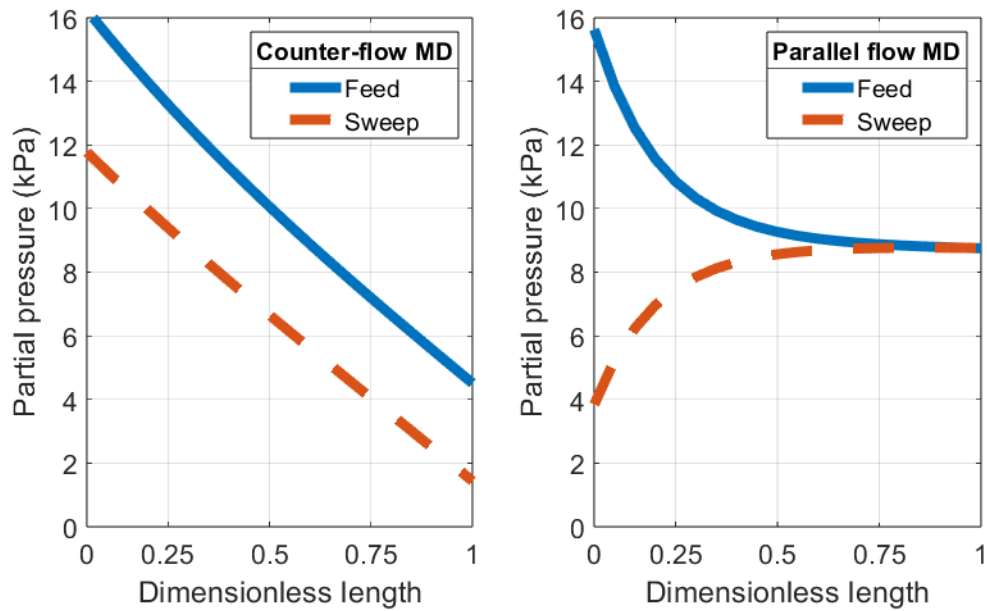 Counter-flow MD
Feed
Sweep
Partial pressure (kPa)
16
14
12
10
8
6
4
2
0
0 0.25 0.5 0.75 1
Dimensionless length
Parallel flow MD
Feed
Sweep
Partial pressure (kPa)
16
14
12
10
8
6
4
2
0
0 0.25 0.5 0.75 1
Dimensionless length